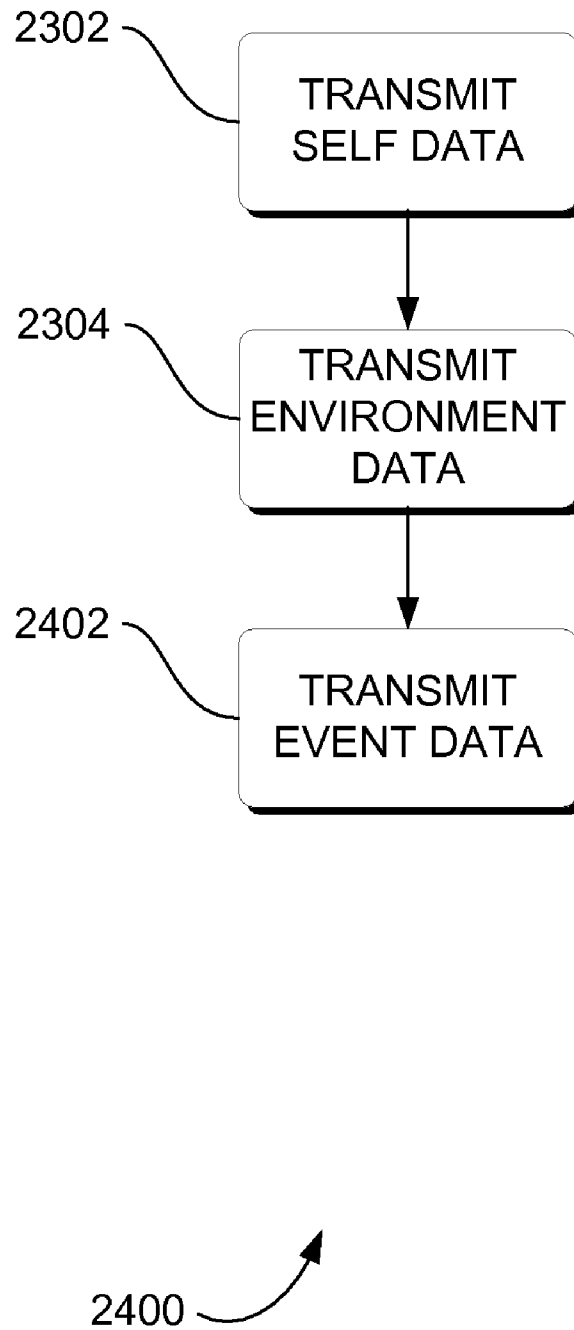 2302
TRANSMIT
SELF DATA
2304
TRANSMIT
ENVIRONMENT
DATA
2402
TRANSMIT
EVENT DATA
2400